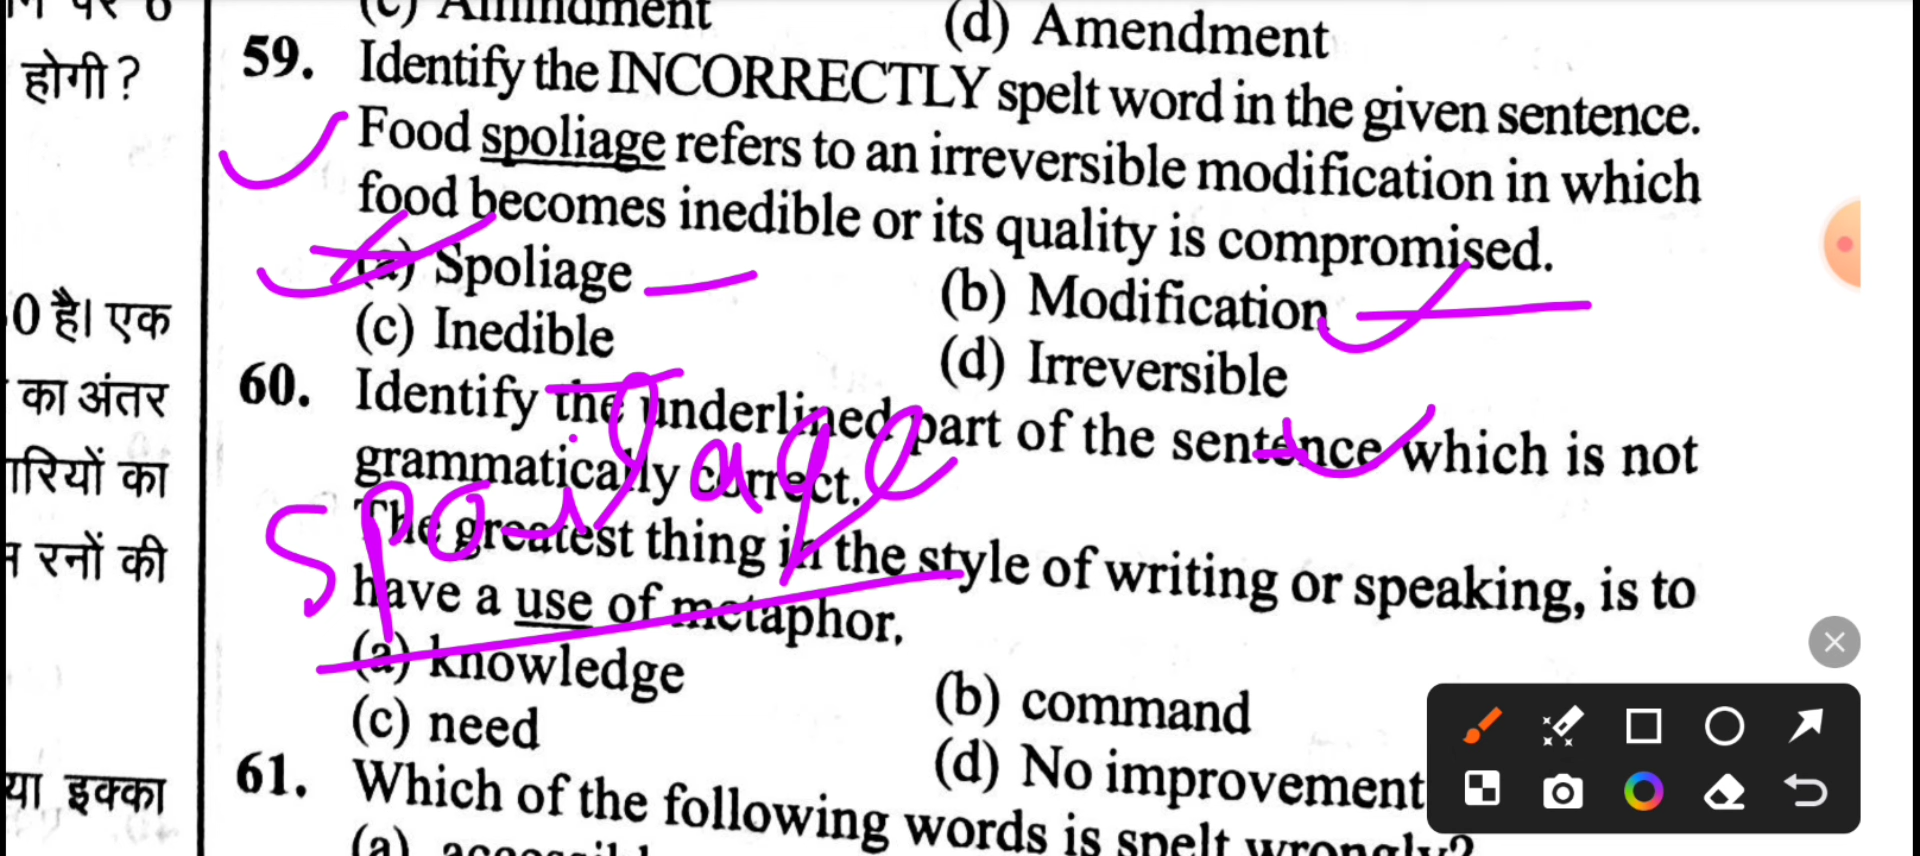 होगी ?
0 है। एक
का अंतर
रियों का
रनों की
या इक्का
(d) Amendment
59. Identify the INCORRECTLY spelt word in the given sentence.
Food spoliage refers to an irreversible modification in which
food becomes inedible or its quality is compromised.
(a) Spoliage
(b) Modification
(c) Inedible
(d) Irreversible
60. Identify the underlined part of the sentence which is not
grammatically correct.
The greatest thing in the style of writing or speaking, is to
have a use of metaphor.
(a) knowledge
(b) command
(c) need
(d) No improvement
61. Which of the following words is spelt wrongly?
(a)
spoilage